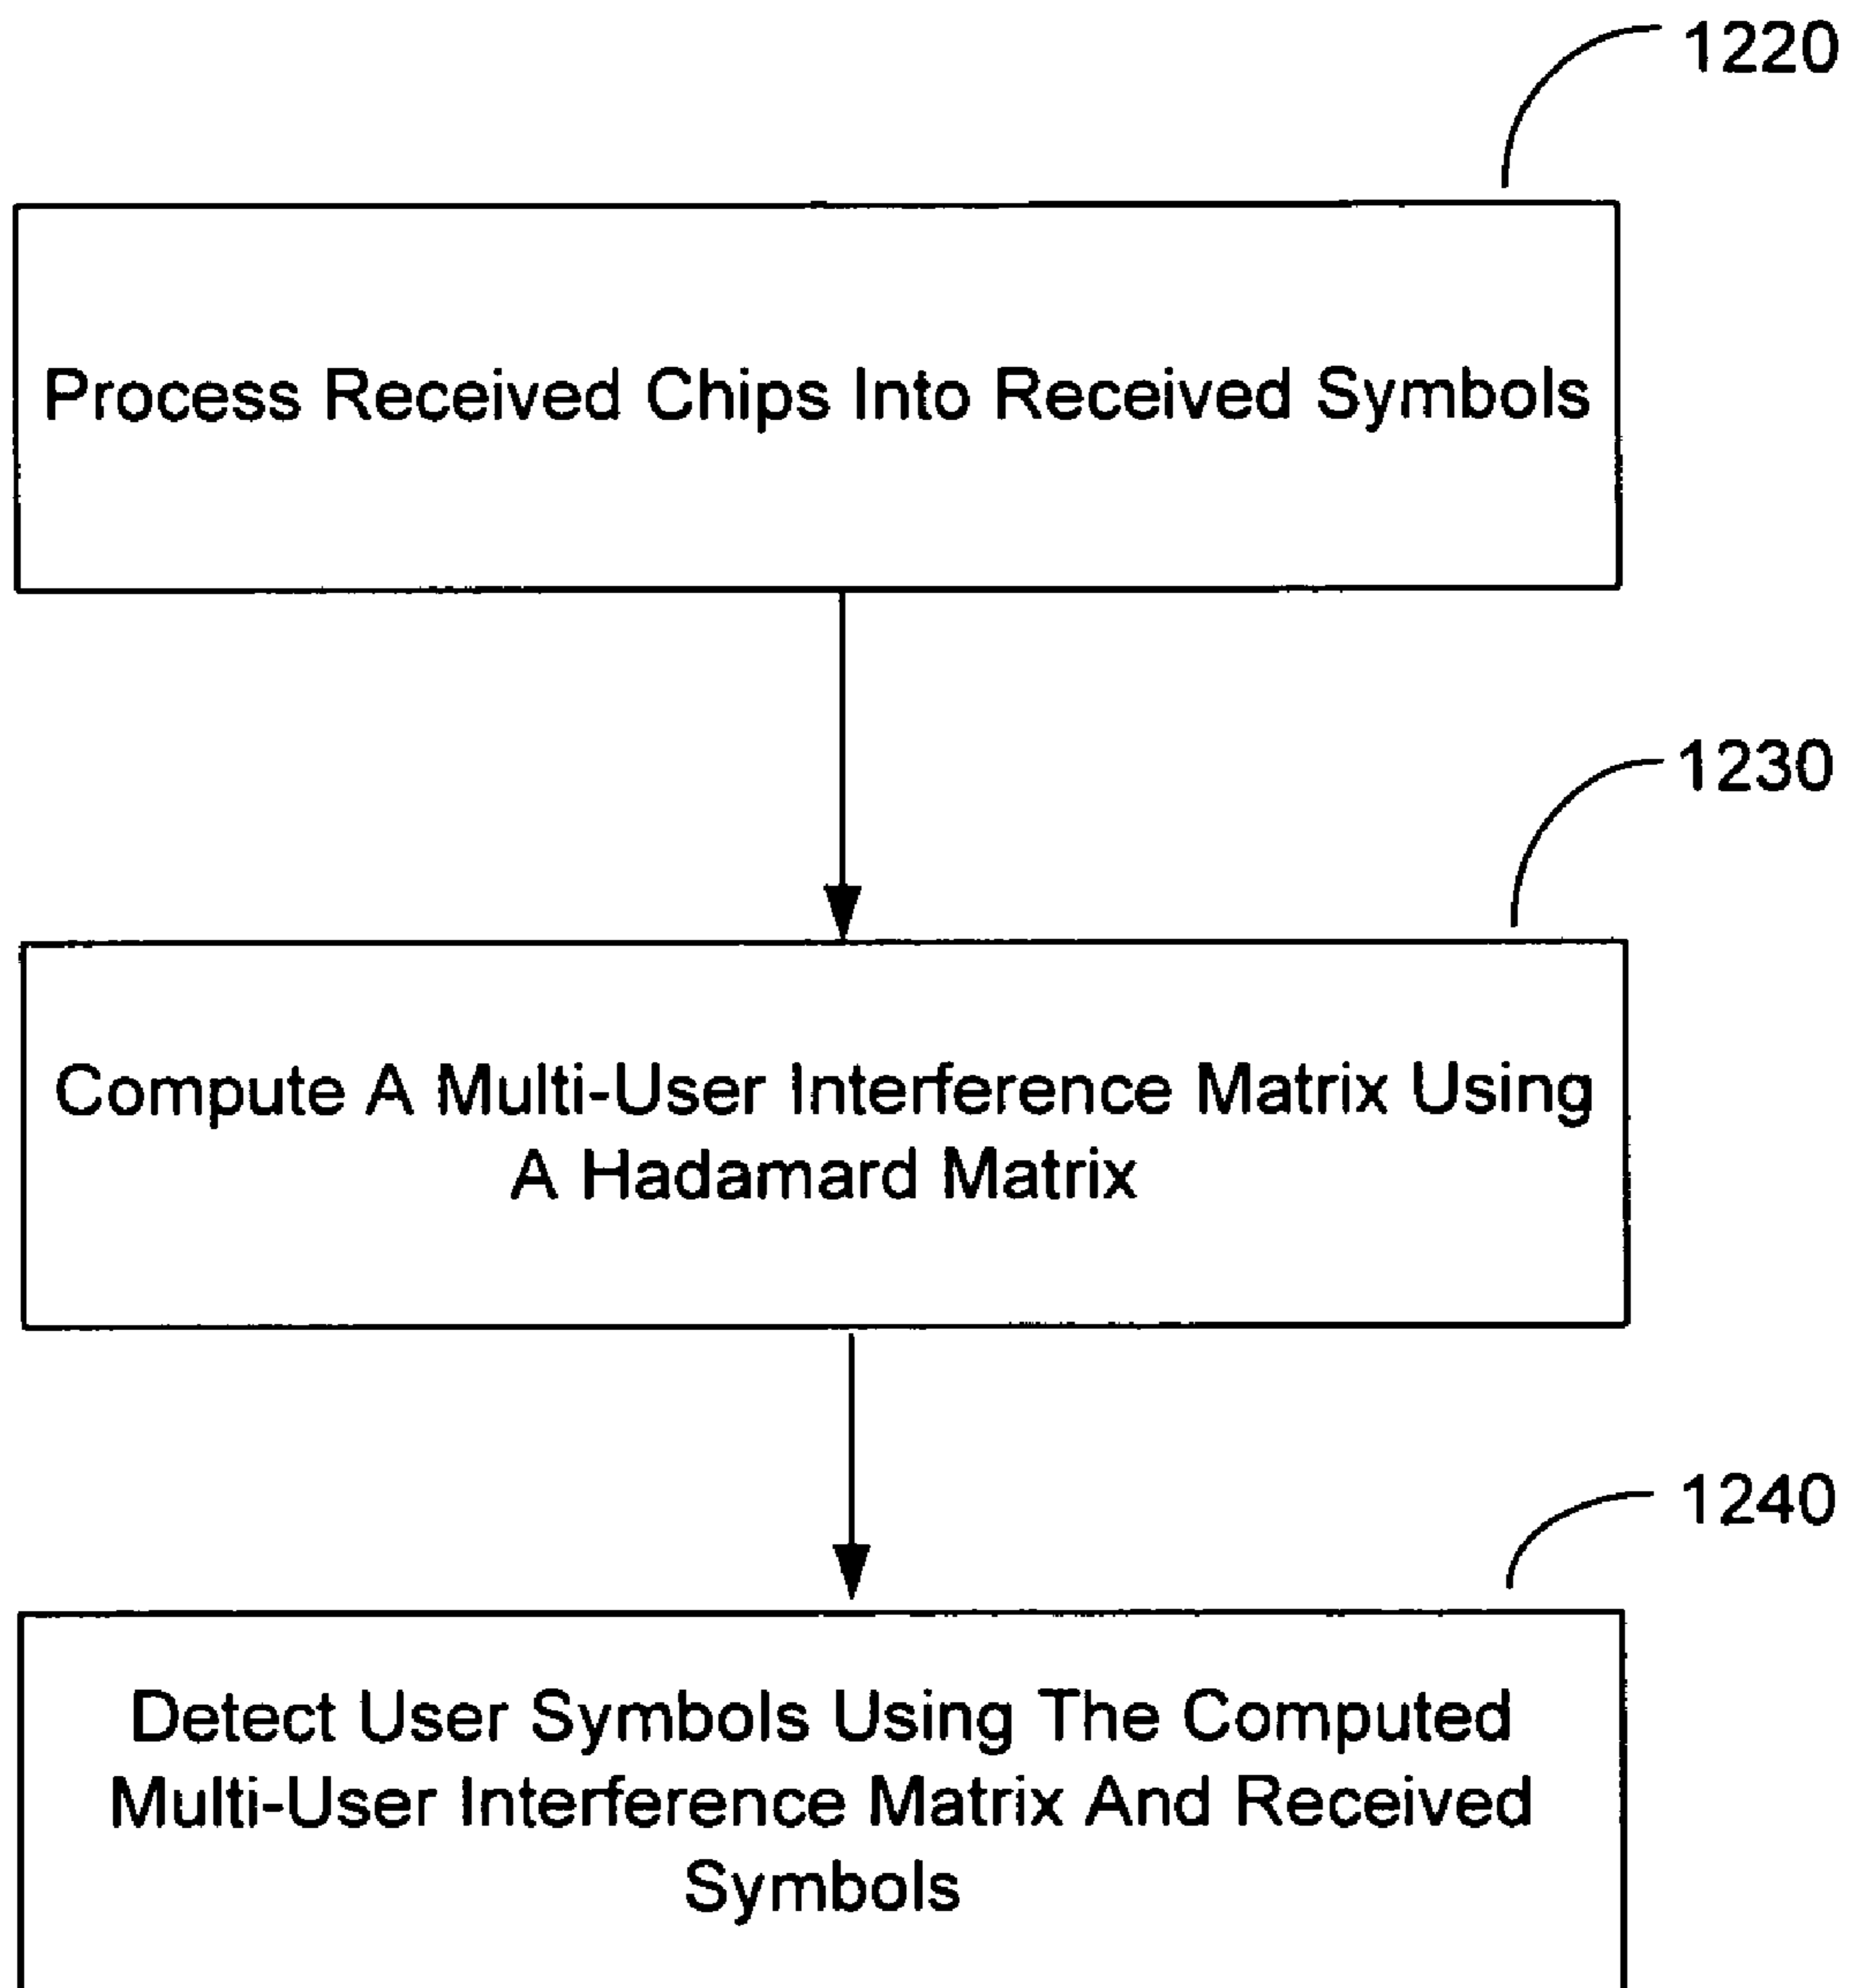 1220
Process Received Chips Into Received Symbols
1230
Compute A Multi-User Interference Matrix Using
A Hadamard Matrix
1240
Detect User Symbols Using The Computed
Multi-User Interference Matrix And Received
Symbols